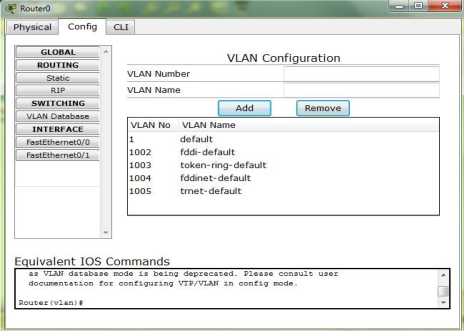 Router0
Physical Config CLI
GLOBAL
ROUTING
Static
RIP
SWITCHING
VLAN Database
INTERFACE
FastEthernet0/0
FastEthernet0/1
VLAN Configuration
VLAN Number
VLAN Name
Add Remove
VLAN No VLAN Name
1 default
1002 fddi-default
1003 token-ring-default
1004 fddinet-default
1005 trnet-default
Equivalent IOS Commands
as VLAN database mode is being deprecated. Please consult user
documentation for configuring VTP/VLAN in config mode.
Router(vlan)#